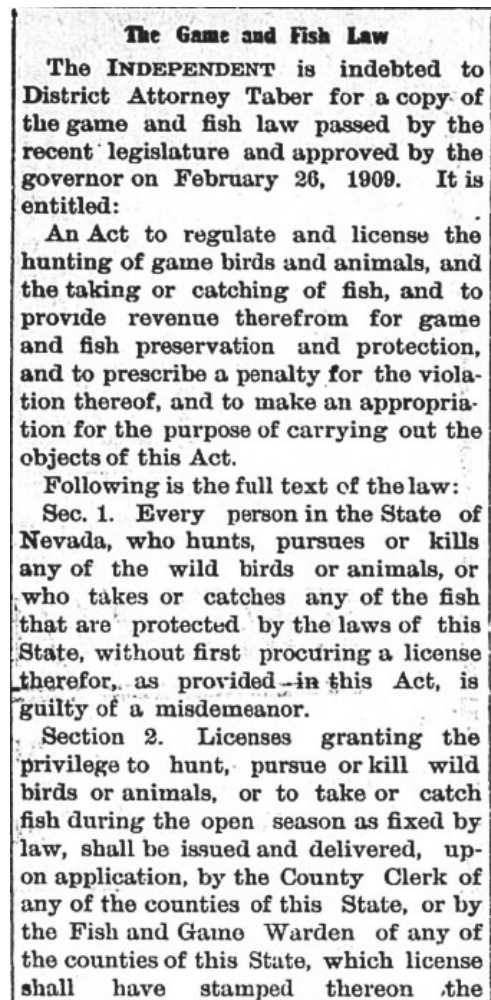 The Game and Fish Law
The INDEPENDENT is indebted to
District Attorney Taber for a copy of
the game and fish law passed by the
recent legislature and approved by the
governor on February 26, 1909. It is
entitled:
An Act to regulate and license the
hunting of game birds and animals, and
the taking or catching of fish, and to
provide revenue therefrom for game
and fish preservation and protection,
and to prescribe a penalty for the viola-
tion thereof, and to make an appropria-
tion for the purpose of carrying out the
objects of this Act.
Following is the full text of the law:
Sec. 1. Every person in the State of
Nevada, who hunts, pursues or kills
any of the wild birds or animals, or
who takes or catches any of the fish
that are protected by the laws of this
State, without first procuring a license
therefor, as provided in this Act, is
guilty of a misdemeanor.
Section 2. Licenses granting the
privilege to hunt, pursue or kill wild
birds or animals, or to take or catch
fish during the open season as fixed by
law, shall be issued and delivered, up-
on application, by the County Clerk of
any of the counties of this State, or by
the Fish and Game Warden of any of
the counties of this State, which license
shall have stamped thereon the